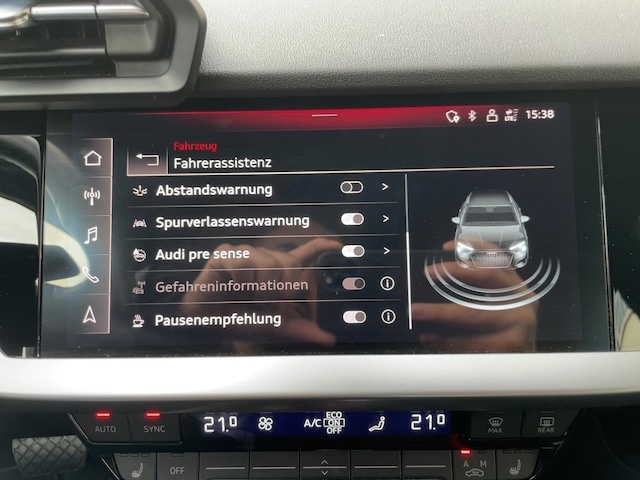 15:38
Fahrzeug
Fahrerassistenz
Abstandswarnung
Spurverlassenswarnung
Audi pre sense
Gefahreninformationen
Pausenempfehlung
AUTO SYNC 21.0 A/C ECO ON OFF 21.0 MAX REAR
OFF A M